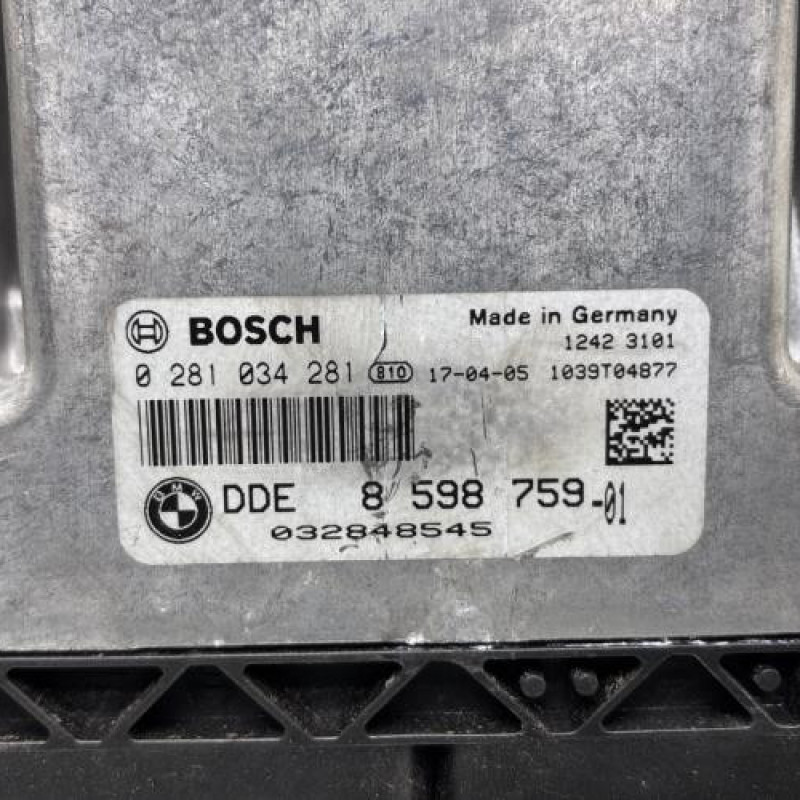 BOSCH Made in Germany
1242 3101
0 281 034 281 810 17-04-05 1039T04877
BMW DDE 8 598 759-01
032848545